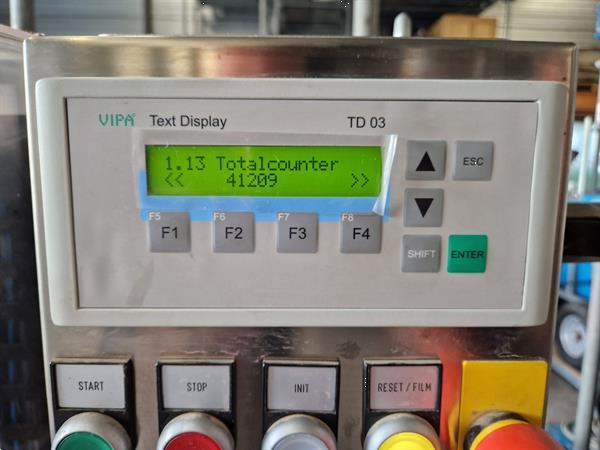 VIPA Text Display TD 03
1.13 Totalcounter
<< 41209 >>
ESC
F5 F6 F7 F8
F1 F2 F3 F4
SHIFT ENTER
START STOP INIT RESET / FILM